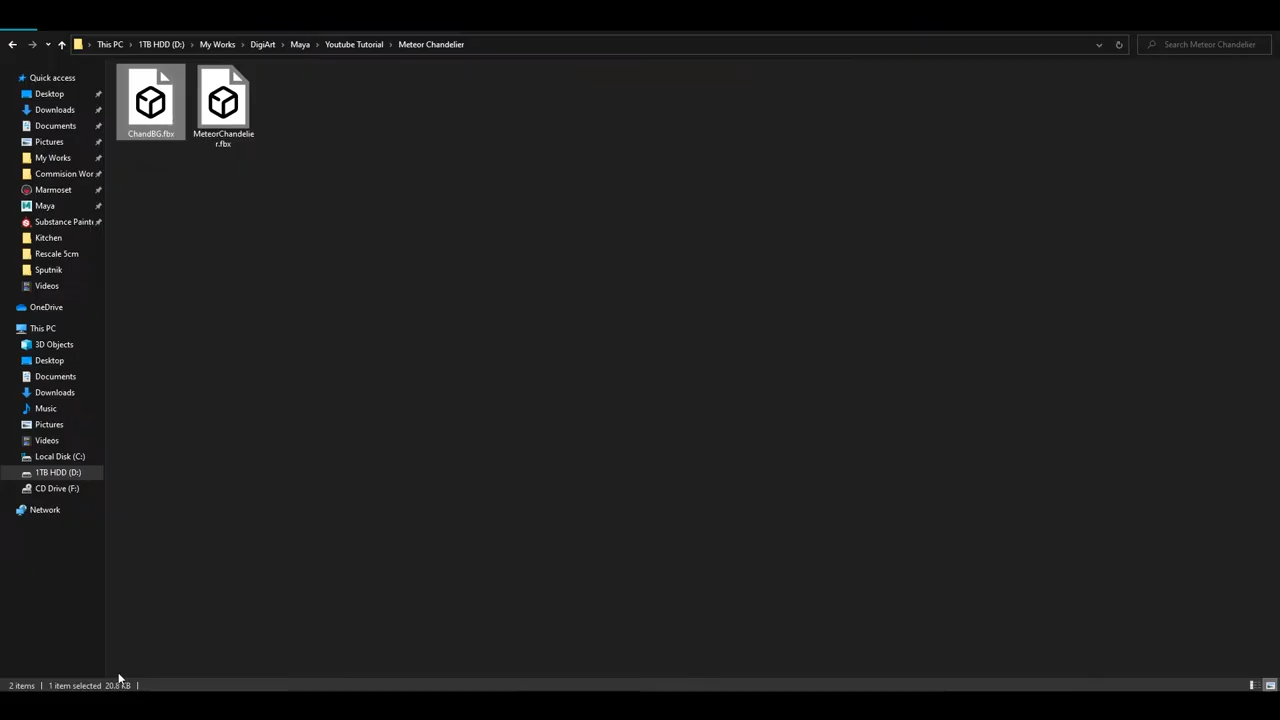 This PC > 1TB HDD (D:) > My Works > DigiArt > Maya > Youtube Tutorial > Meteor Chandelier
Search Meteor Chandelier
Quick access
Desktop
Downloads
Documents
Pictures
My Works
Commision Wor
Marmoset
Maya
Substance Painte
Kitchen
Rescale 5cm
Sputnik
Videos
OneDrive
This PC
3D Objects
Desktop
Documents
Downloads
Music
Pictures
Videos
Local Disk (C:)
1TB HDD (D:)
CD Drive (F:)
Network
ChandBG.fbx
MeteorChandelie
r.fbx
2 items
1 item selected 20.8 KB